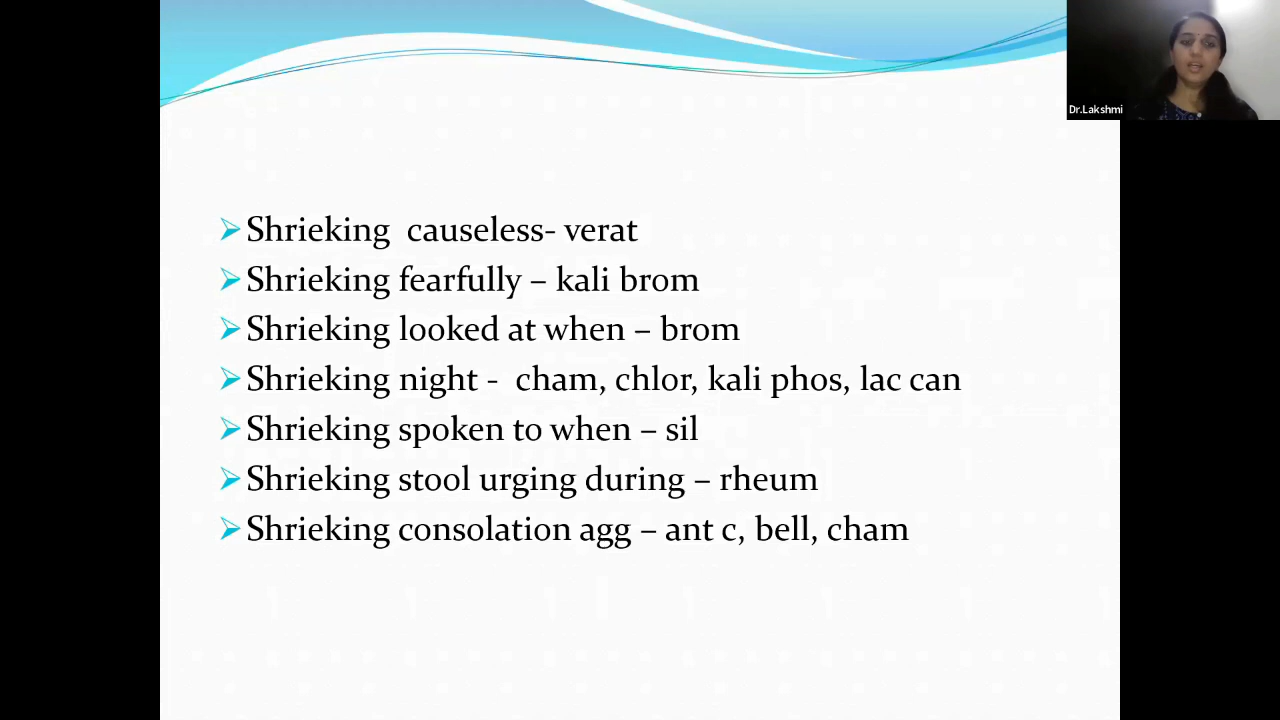 Dr.Lakshmi
Shrieking causeless- verat
Shrieking fearfully – kali brom
Shrieking looked at when – brom
Shrieking night - cham, chlor, kali phos, lac can
Shrieking spoken to when – sil
Shrieking stool urging during – rheum
Shrieking consolation agg – ant c, bell, cham